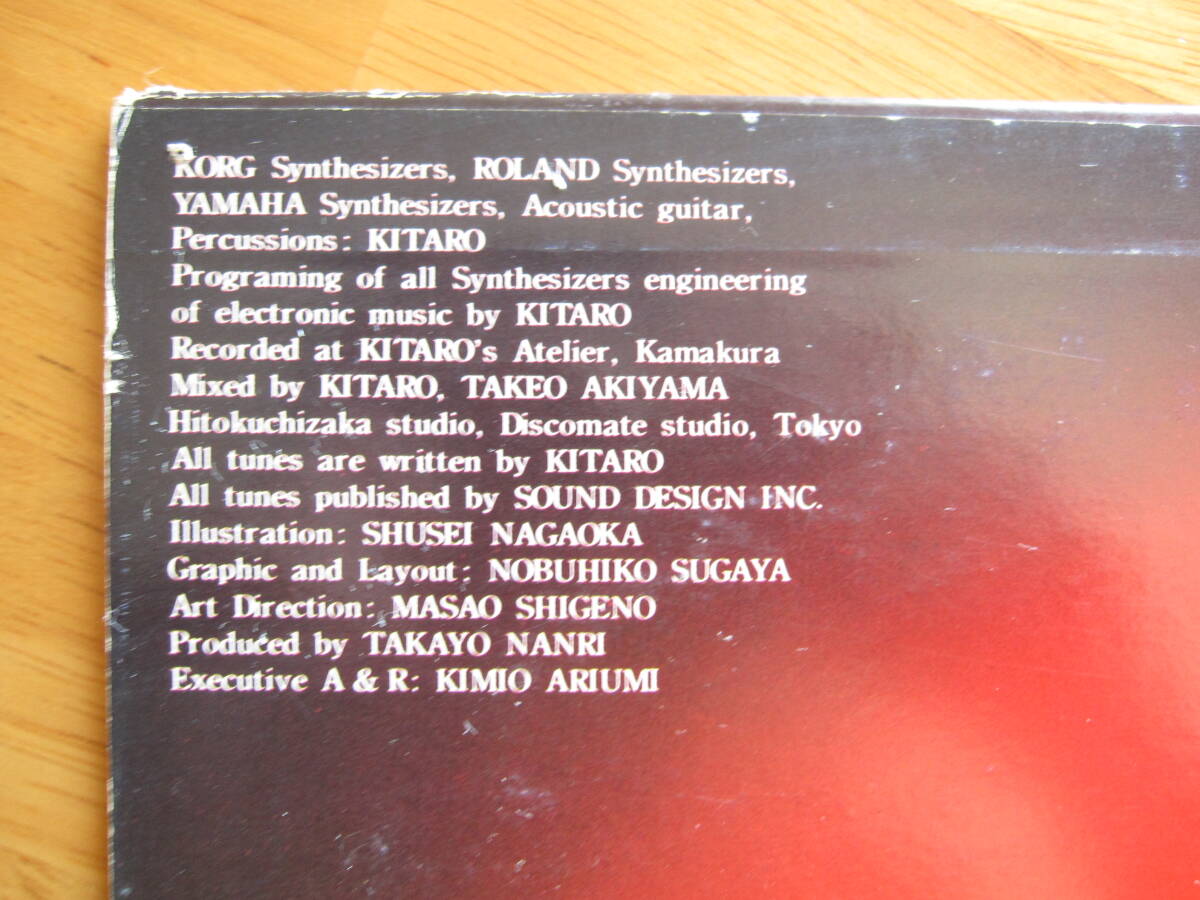 KORG Synthesizers, ROLAND Synthesizers,
YAMAHA Synthesizers, Acoustic guitar,
Percussions: KITARO
Programing of all Synthesizers engineering
of electronic music by KITARO
Recorded at KITARO's Atelier, Kamakura
Mixed by KITARO, TAKEO AKIYAMA
Hitokuchizaka studio, Discomate studio, Tokyo
All tunes are written by KITARO
All tunes published by SOUND DESIGN INC.
Illustration: SHUSEI NAGAOKA
Graphic and Layout: NOBUHIKO SUGAYA
Art Direction: MASAO SHIGENO
Produced by TAKAYO NANRI
Executive A & R: KIMIO ARIUMI